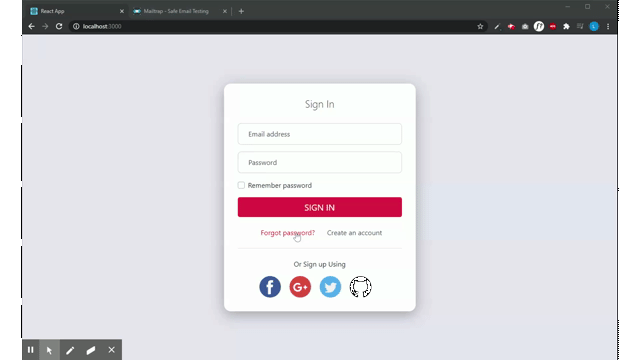 React App
Mailtrap - Safe Email Testing
localhost:3000
Sign In
Email address
Password
Remember password
SIGN IN
Forgot password?
Create an account
Or Sign up Using
f
G+